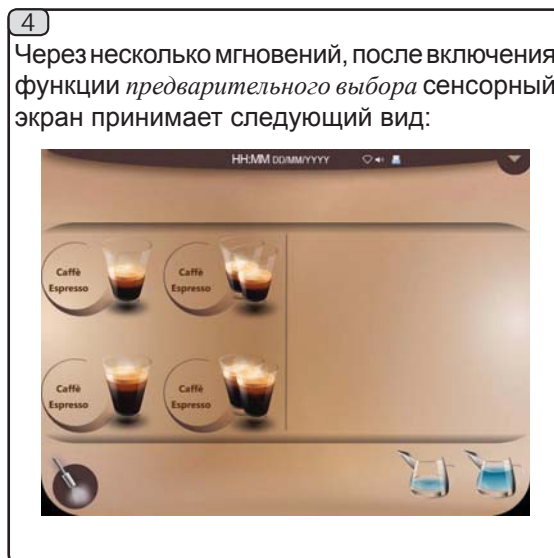 4
Через несколько мгновений, после включения
функции предварительного выбора сенсорный
экран принимает следующий вид:
HH:MM DD/MM/YYYY
Caffè
Espresso
Caffè
Espresso
Caffè
Espresso
Caffè
Espresso